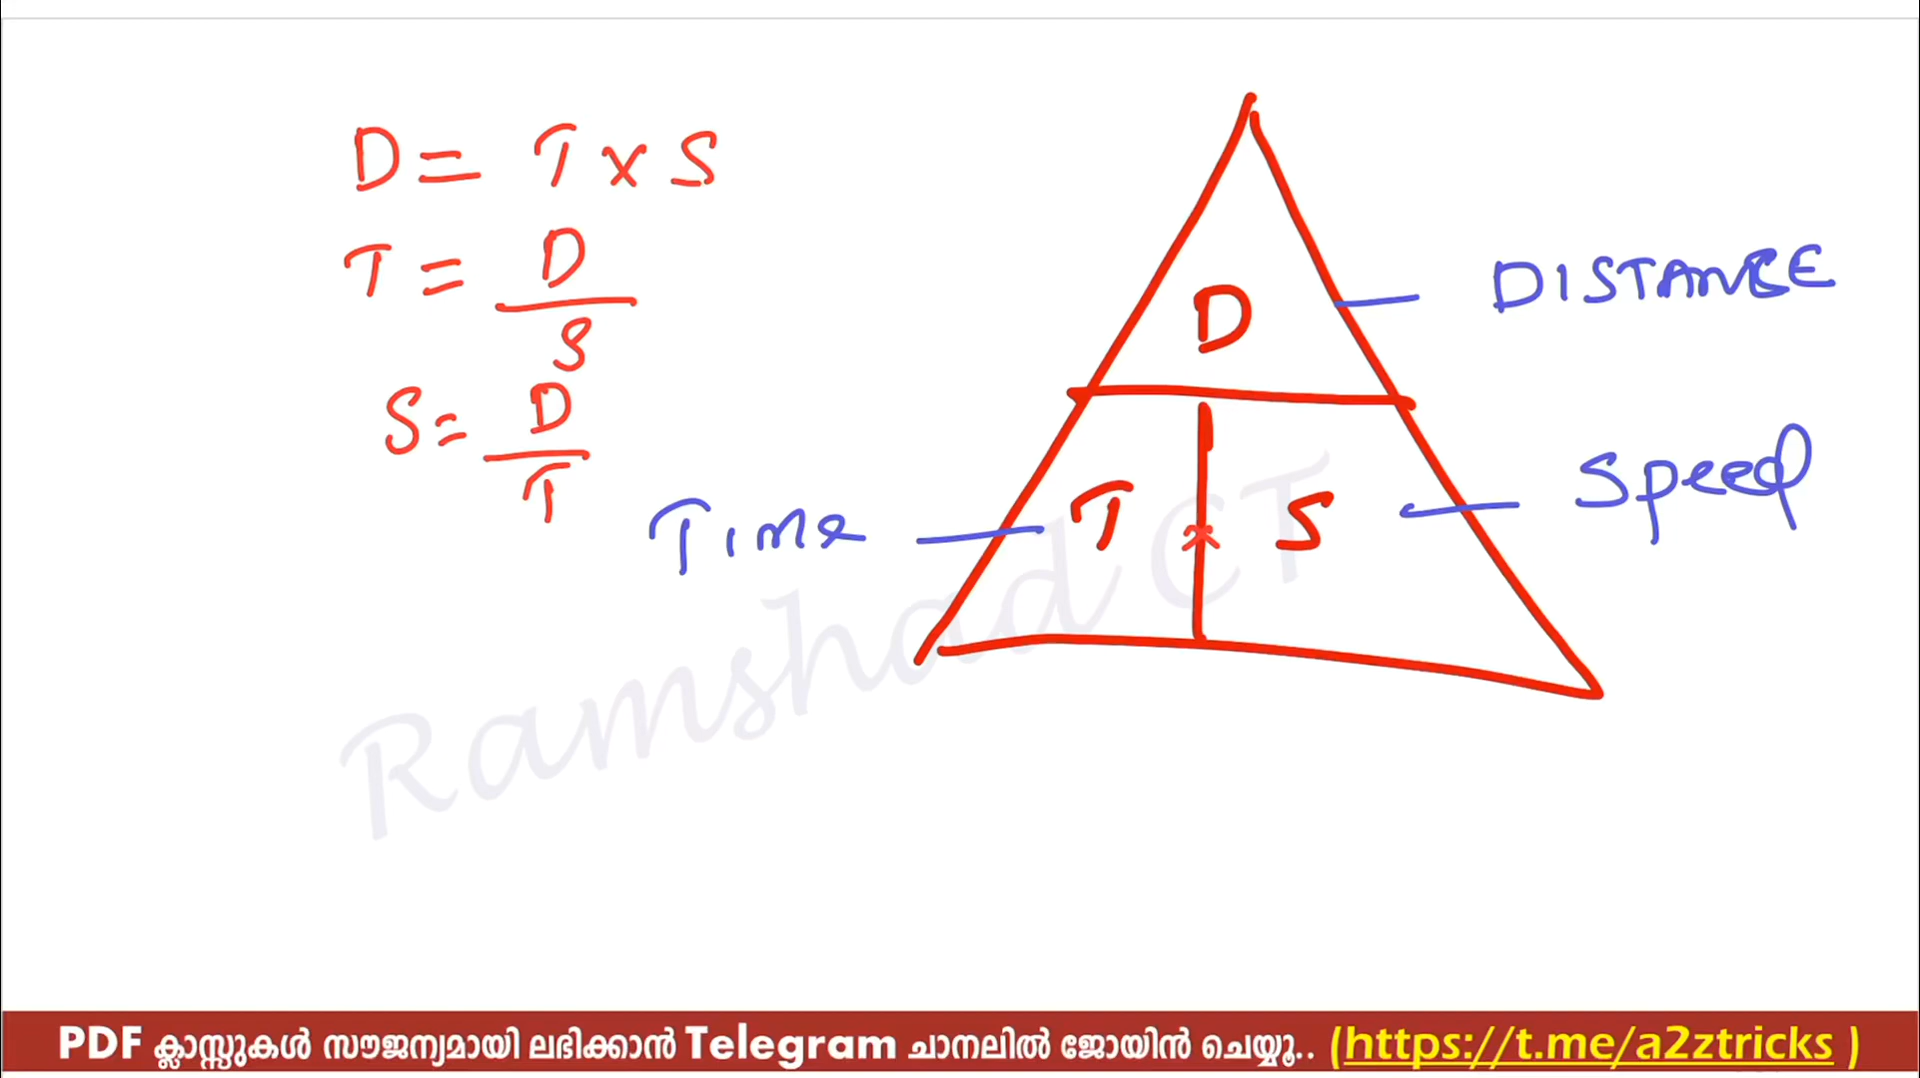 D = T x S
T = D / S
S = D / T
D
DISTANCE
T
x
S
Time
Speed
Ramshad CT
PDF ക്ലാസ്സുകൾ സൗജന്യമായി ലഭിക്കാൻ Telegram ചാനലിൽ ജോയിൻ ചെയ്യൂ.. (https://t.me/a2ztricks )